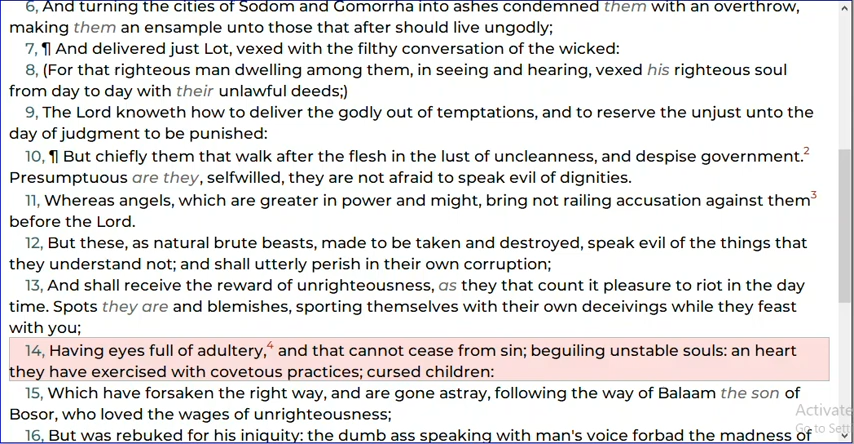 6, And turning the cities of Sodom and Gomorrha into ashes condemned them with an overthrow,
making them an ensample unto those that after should live ungodly;
7, ¶ And delivered just Lot, vexed with the filthy conversation of the wicked:
8, (For that righteous man dwelling among them, in seeing and hearing, vexed his righteous soul
from day to day with their unlawful deeds;)
9, The Lord knoweth how to deliver the godly out of temptations, and to reserve the unjust unto the
day of judgment to be punished:
10, ¶ But chiefly them that walk after the flesh in the lust of uncleanness, and despise government.2
Presumptuous are they, selfwilled, they are not afraid to speak evil of dignities.
11, Whereas angels, which are greater in power and might, bring not railing accusation against them3
before the Lord.
12, But these, as natural brute beasts, made to be taken and destroyed, speak evil of the things that
they understand not; and shall utterly perish in their own corruption;
13, And shall receive the reward of unrighteousness, as they that count it pleasure to riot in the day
time. Spots they are and blemishes, sporting themselves with their own deceivings while they feast
with you;
14, Having eyes full of adultery,4 and that cannot cease from sin; beguiling unstable souls: an heart
they have exercised with covetous practices; cursed children:
15, Which have forsaken the right way, and are gone astray, following the way of Balaam the son of
Bosor, who loved the wages of unrighteousness;
Activate
Go to Sett
16, But was rebuked for his iniquity: the dumb ass speaking with man's voice forbad the madness of